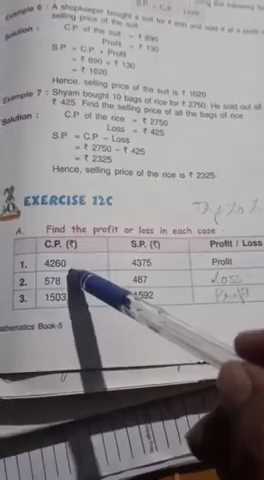 Example 6 : A shopkeeper bought a suit for ₹ 890 and sold it at a profit
selling price of the suit.
Solution : C.P. of the suit = ₹ 890
Profit = ₹ 130
S.P = C.P + Profit
= ₹ 890 + ₹ 130
= ₹ 1020
Hence, selling price of the suit is ₹ 1020
Example 7 : Shyam bought 10 bags of rice for ₹ 2750. He sold out all
₹ 425. Find the selling price of all the bags of rice.
Solution : C.P. of the rice = ₹ 2750
Loss = ₹ 425
S.P = C.P – Loss
= ₹ 2750 – ₹ 425
= ₹ 2325
Hence, selling price of the rice is ₹ 2325.
EXERCISE 12C
A. Find the profit or loss in each case :
C.P. (₹) S.P. (₹) Profit / Loss
1. 4260 4375 Profit
2. 578 487 Loss
3. 1503 1592 Profit
athematics Book-5